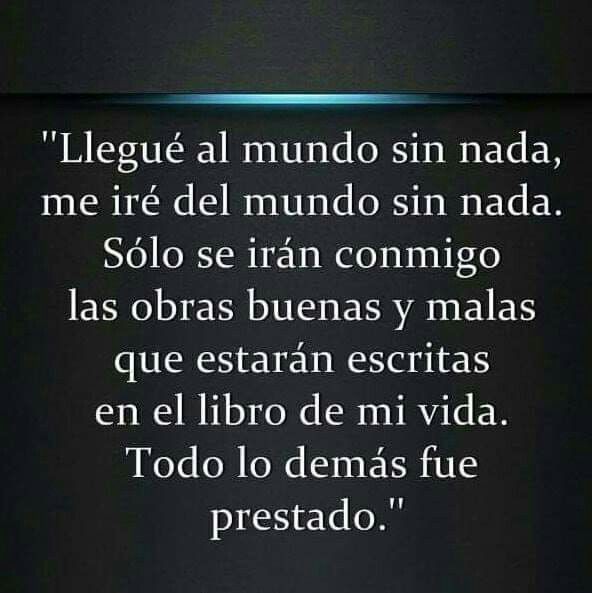 "Llegué al mundo sin nada,
me iré del mundo sin nada.
Sólo se irán conmigo
las obras buenas y malas
que estarán escritas
en el libro de mi vida.
Todo lo demás fue
prestado."